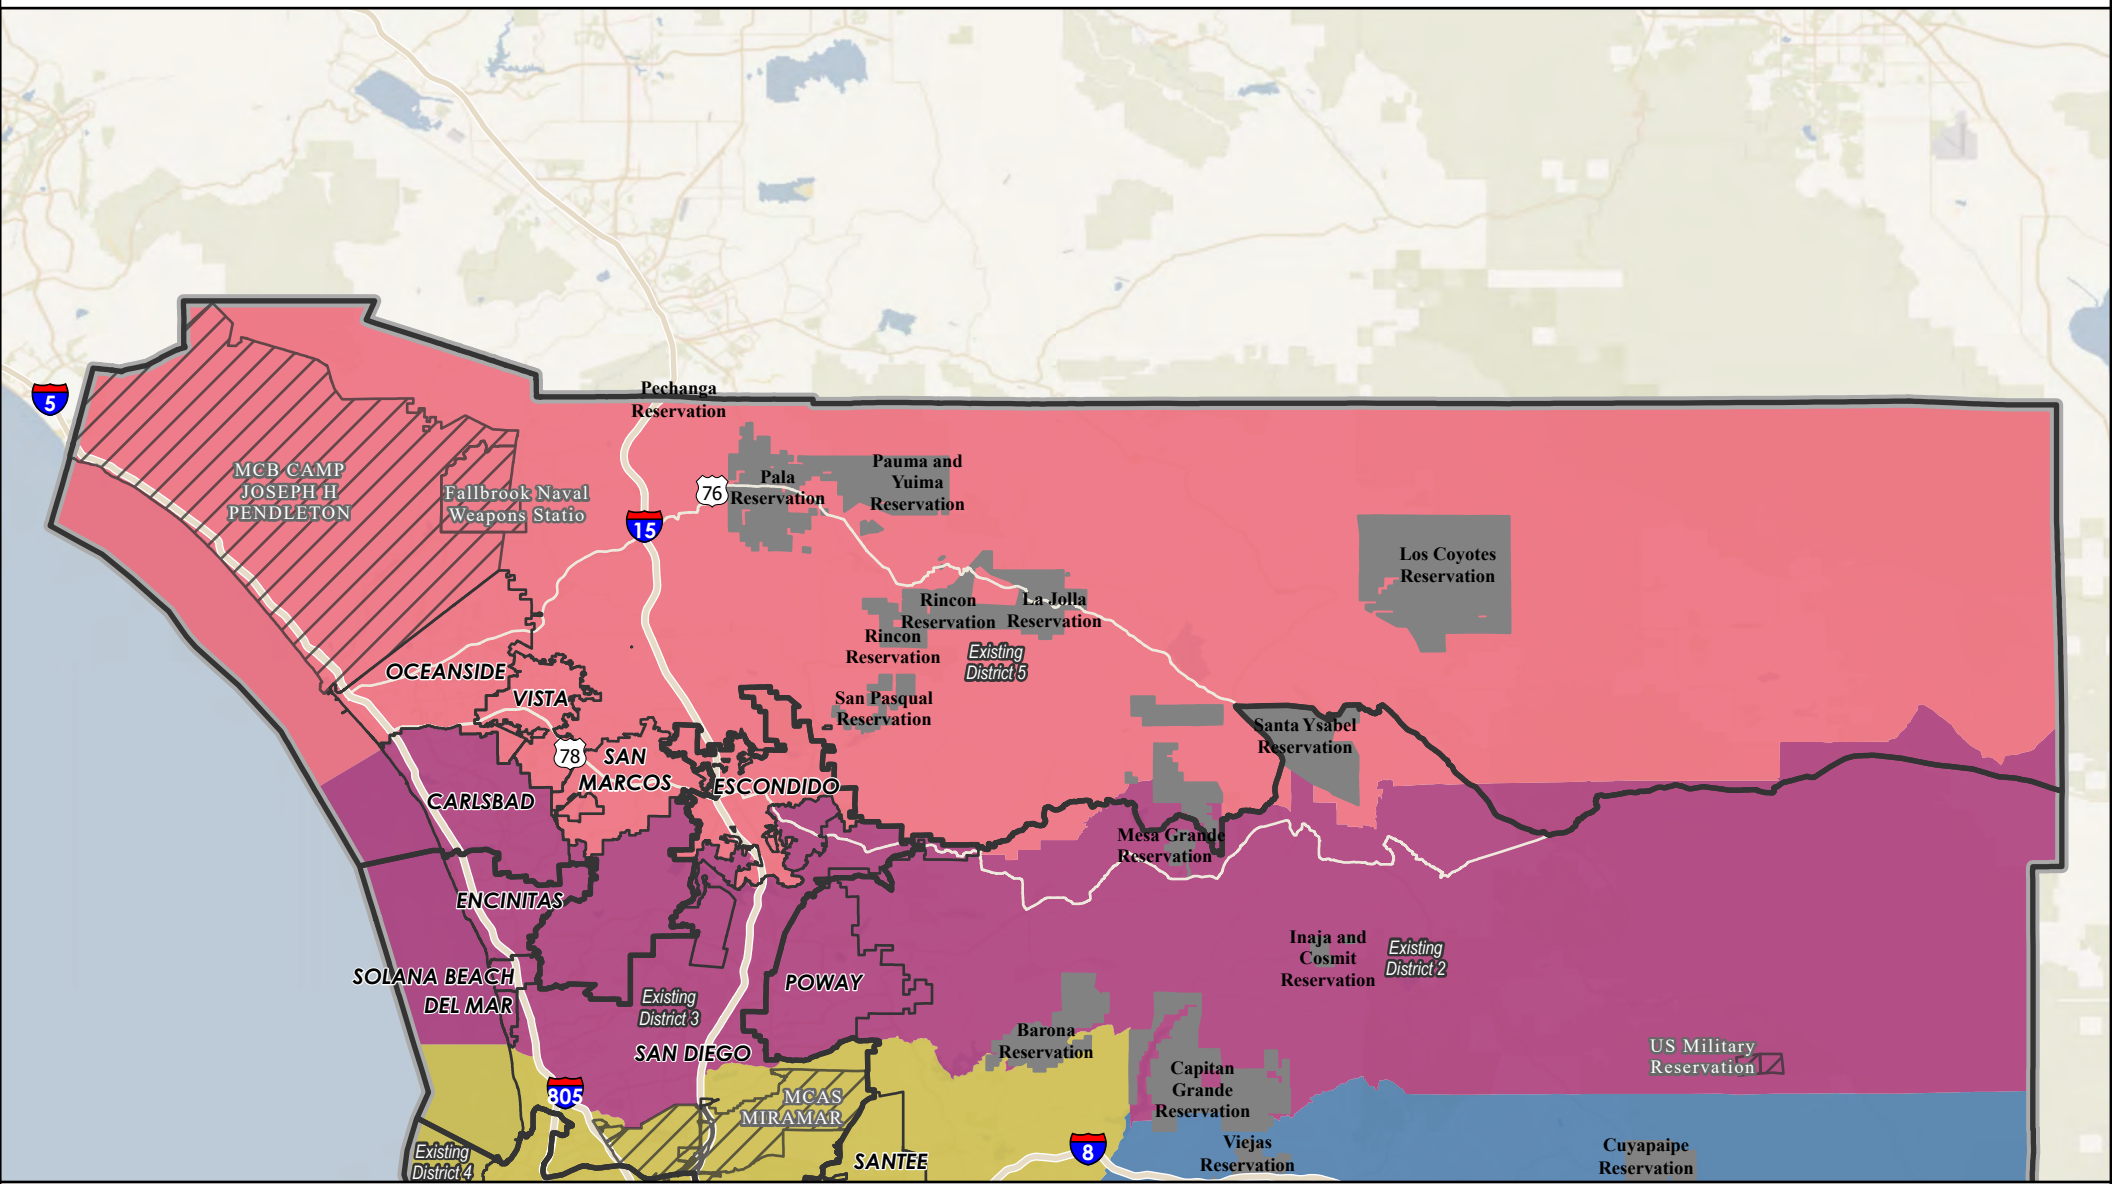 Pechanga
Reservation
5
MCB CAMP
JOSEPH H
PENDLETON
Fallbrook Naval
Weapons Statio
15
76
Pala
Reservation
Pauma and
Yuima
Reservation
Los Coyotes
Reservation
Rincon
Reservation
La Jolla
Reservation
Rincon
Reservation
Existing
District 5
OCEANSIDE
VISTA
San Pasqual
Reservation
Santa Ysabel
Reservation
78
SAN
MARCOS
ESCONDIDO
CARLSBAD
Mesa Grande
Reservation
ENCINITAS
Inaja and
Cosmit
Reservation
Existing
District 2
SOLANA BEACH
DEL MAR
POWAY
Existing
District 3
SAN DIEGO
Barona
Reservation
US Military
Reservation
Capitan
Grande
Reservation
805
MCAS
MIRAMAR
Existing
District 4
SANTEE
8
Viejas
Reservation
Cuyapaipe
Reservation